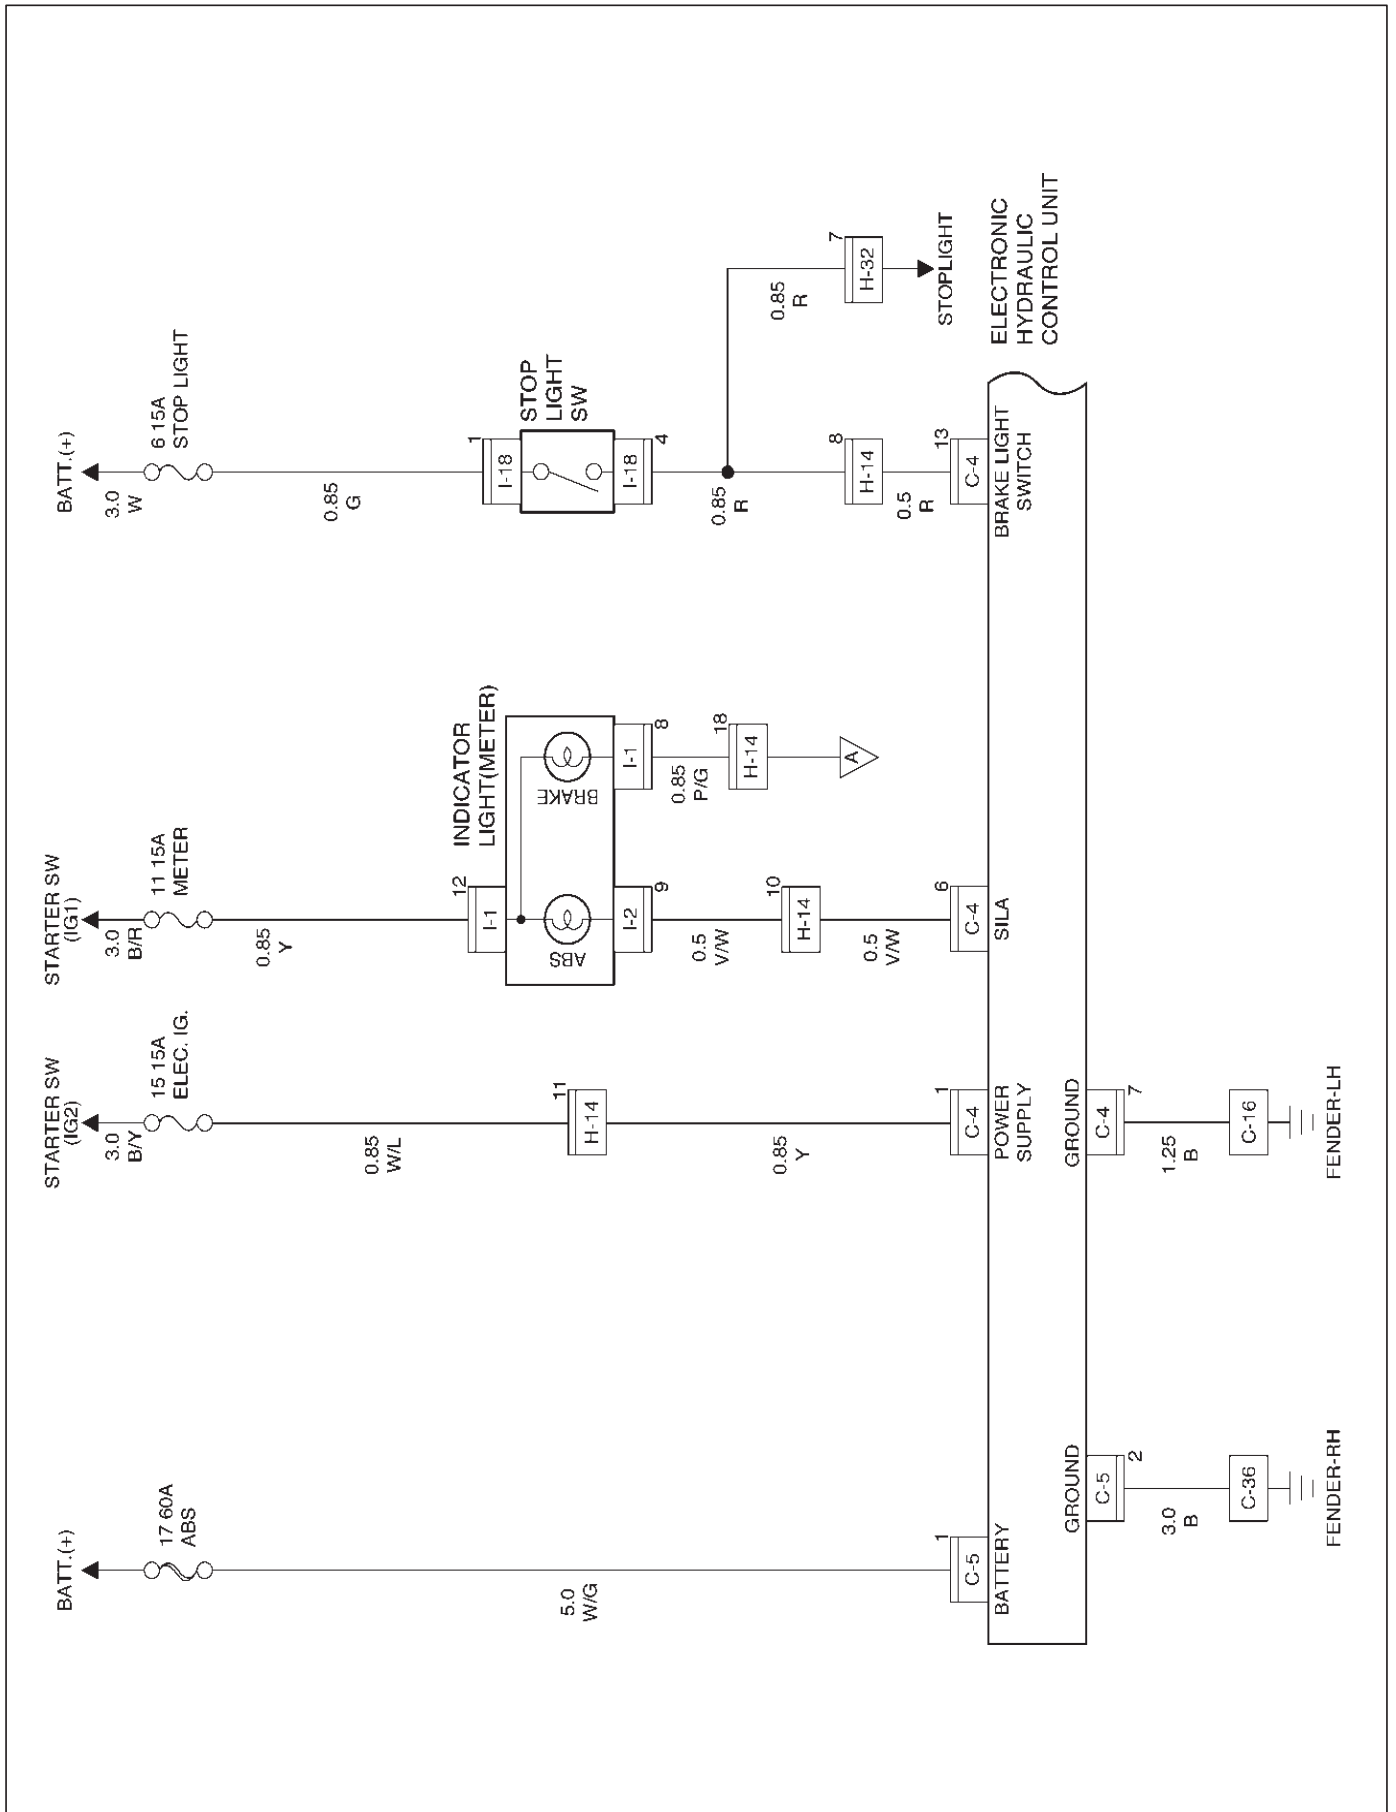 BATT.(+)
17 60A
ABS
5.0
W/G
1
C-5
BATTERY
GROUND
C-5
2
3.0
B
C-36
FENDER-RH
STARTER SW
(IG2)
3.0
B/Y
15 15A
ELEC. IG.
0.85
W/L
11
H-14
0.85
Y
1
C-4
POWER
SUPPLY
GROUND
C-4
7
1.25
B
C-16
FENDER-LH
STARTER SW
(IG1)
3.0
B/R
11 15A
METER
0.85
Y
12
I-1
INDICATOR
LIGHT(METER)
ABS
BRAKE
I-2
9
0.5
V/W
10
H-14
0.5
V/W
6
C-4
SILA
I-1
8
0.85
P/G
18
H-14
A
BATT.(+)
3.0
W
6 15A
STOP LIGHT
0.85
G
1
I-18
STOP
LIGHT
SW
I-18
4
0.85
R
8
H-14
0.5
R
13
C-4
BRAKE LIGHT
SWITCH
0.85
R
7
H-32
STOPLIGHT
ELECTRONIC
HYDRAULIC
CONTROL UNIT